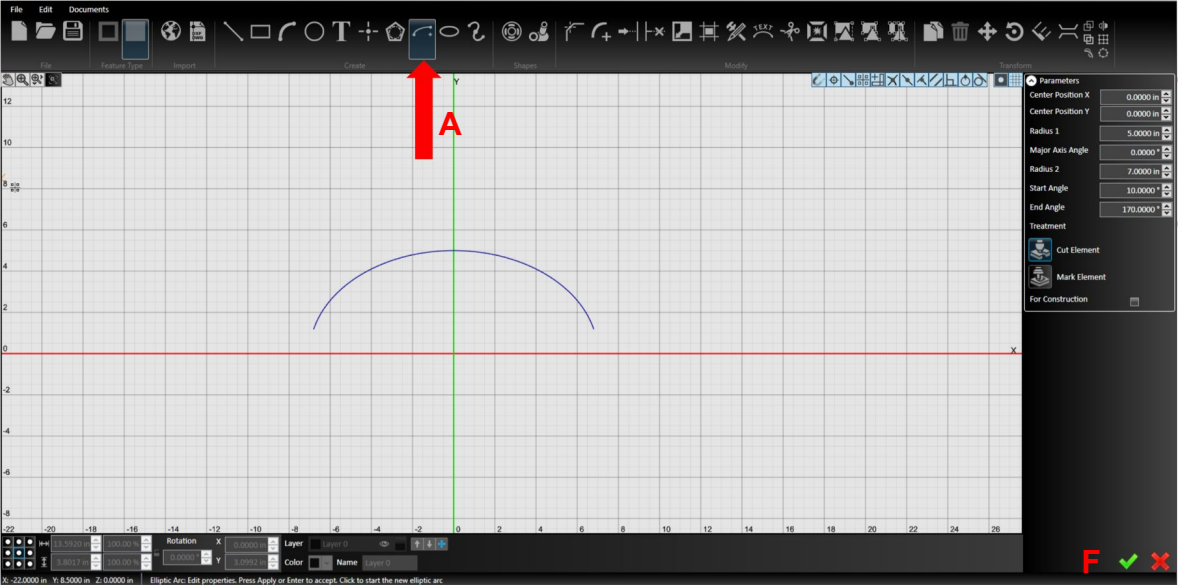 File Edit Documents
T
DXF
DWG
TEXT
File Feature Type Import Create Shapes Modify Transform
Y
A
12
10
8
6
4
2
0
-2
-4
-6
-8
X
-22 -20 -18 -16 -14 -12 -10 -8 -6 -4 -2 0 2 4 6 8 10 12 14 16 18 20 22 24 26
Parameters
Center Position X 0.0000 in
Center Position Y 0.0000 in
Radius 1 5.0000 in
Major Axis Angle 0.0000 °
Radius 2 7.0000 in
Start Angle 10.0000 °
End Angle 170.0000 °
Treatment
Cut Element
Mark Element
For Construction
13.5920 in 100.00 % Rotation X 0.0000 in Layer Layer 0
3.8017 in 100.00 % 0.0000 ° Y 3.0992 in Color Name Layer 0
F
X: -22.0000 in Y: 8.5000 in Z: 0.0000 in Elliptic Arc: Edit properties. Press Apply or Enter to accept. Click to start the new elliptic arc